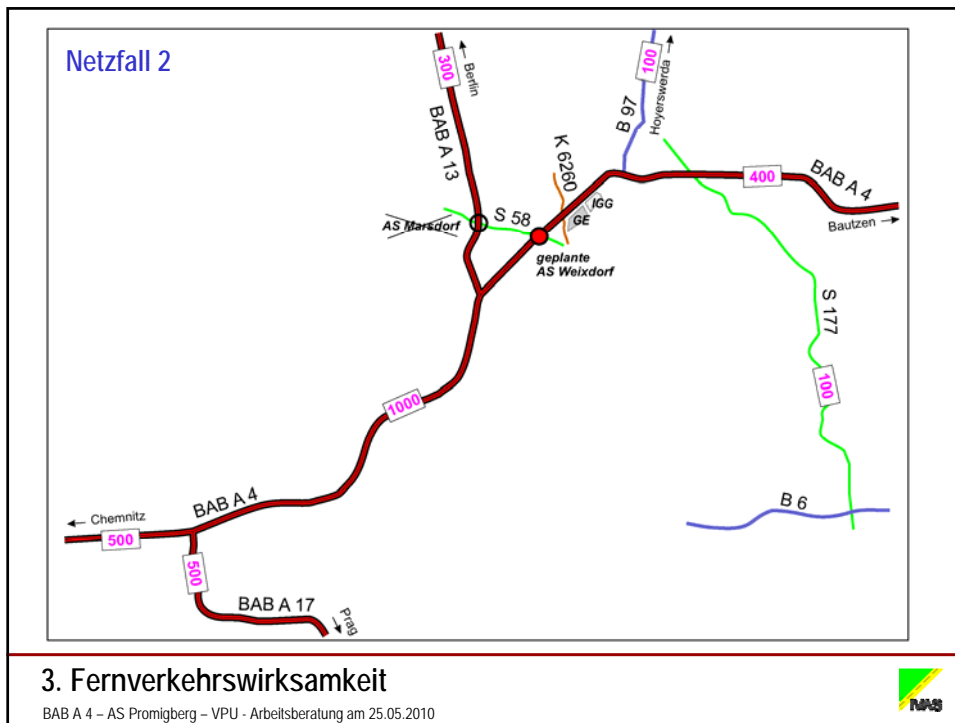 Netzfall 2
300
← Berlin
BAB A 13
100
Hoyerswerda →
B 97
K 6260
IGG
GE
S 58
AS Marsdorf
geplante
AS Weixdorf
400
BAB A 4
Bautzen
→
S 177
100
1000
BAB A 4
← Chemnitz
500
500
BAB A 17
Prag →
B 6
3. Fernverkehrswirksamkeit
BAB A 4 – AS Promigberg – VPU - Arbeitsberatung am 25.05.2010
IVAS